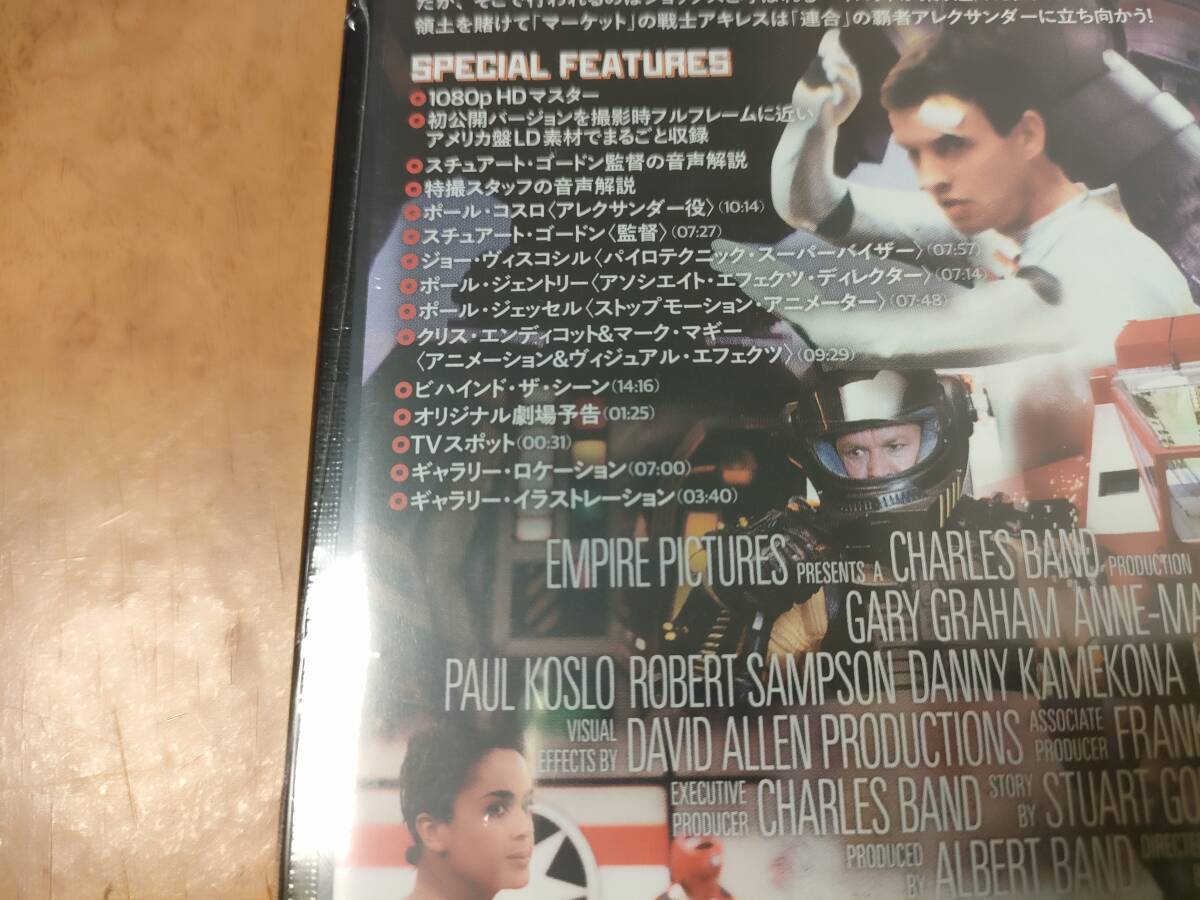 領土を賭けて「マーケット」の戦士アキレスは「連合」の覇者アレクサンダーに立ち向かう!
SPECIAL FEATURES
1080p HDマスター
初公開バージョンを撮影時フルフレームに近い
アメリカ盤LD素材でまるごと収録
スチュアート・ゴードン監督の音声解説
特撮スタッフの音声解説
ポール・コスロ〈アレクサンダー役〉(10:14)
スチュアート・ゴードン〈監督〉(07:27)
ジョー・ヴィスコシル〈パイロテクニック・スーパーバイザー〉(07:57)
ポール・ジェントリー〈アソシエイト・エフェクツ・ディレクター〉(07:14)
ポール・ジェッセル〈ストップモーション・アニメーター〉(07:48)
クリス・エンディコット&マーク・マギー
〈アニメーション&ヴィジュアル・エフェクツ〉(09:29)
ビハインド・ザ・シーン(14:16)
オリジナル劇場予告(01:25)
TVスポット(00:31)
ギャラリー・ロケーション(07:00)
ギャラリー・イラストレーション(03:40)
EMPIRE PICTURES PRESENTS A CHARLES BAND PRODUCTION
GARY GRAHAM ANNE-MA
PAUL KOSLO ROBERT SAMPSON DANNY KAMEKONA
VISUAL EFFECTS BY DAVID ALLEN PRODUCTIONS ASSOCIATE PRODUCER FRANK
EXECUTIVE PRODUCER CHARLES BAND STORY BY STUART GO
PRODUCED BY ALBERT BAND DIREC